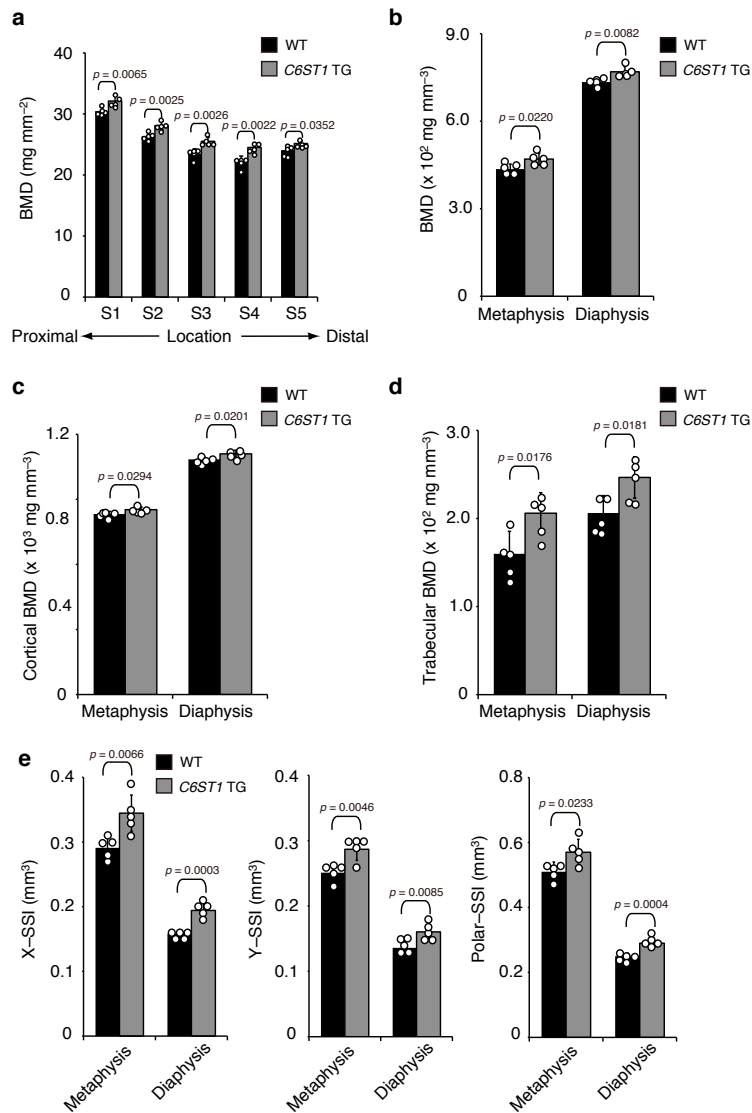 a
WT
C6ST1 TG
BMD (mg mm⁻²)
40
30
20
10
0
p = 0.0065
p = 0.0025
p = 0.0026
p = 0.0022
p = 0.0352
S1 S2 S3 S4 S5
Proximal Location Distal
b
WT
C6ST1 TG
BMD (x 10² mg mm⁻³)
9.0
6.0
3.0
0
p = 0.0220
p = 0.0082
Metaphysis Diaphysis
c
WT
C6ST1 TG
Cortical BMD (x 10³ mg mm⁻³)
1.2
0.8
0.4
0
p = 0.0294
p = 0.0201
Metaphysis Diaphysis
d
WT
C6ST1 TG
Trabecular BMD (x 10² mg mm⁻³)
3.0
2.0
1.0
0
p = 0.0176
p = 0.0181
Metaphysis Diaphysis
e
WT
C6ST1 TG
X–SSI (mm³)
0.4
0.3
0.2
0.1
0
p = 0.0066
p = 0.0003
Metaphysis
Diaphysis
Y–SSI (mm³)
0.4
0.3
0.2
0.1
0
p = 0.0046
p = 0.0085
Metaphysis
Diaphysis
Polar–SSI (mm³)
0.8
0.6
0.4
0.2
0
p = 0.0233
p = 0.0004
Metaphysis
Diaphysis